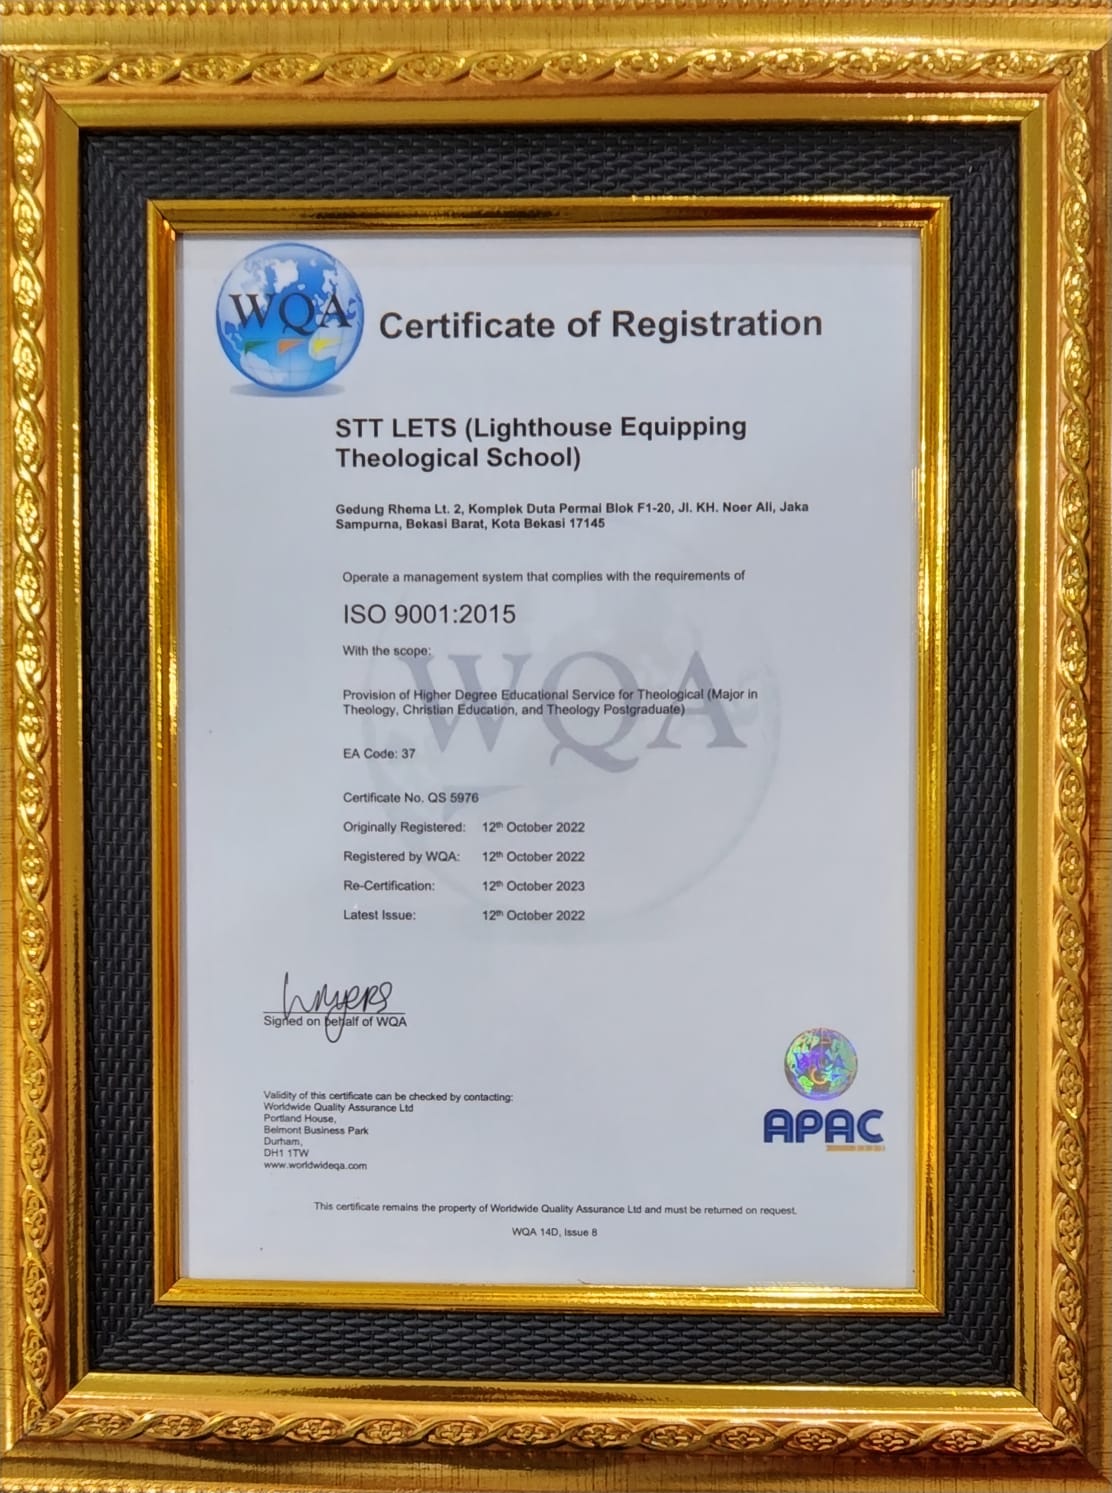 WQA
Certificate of Registration
STT LETS (Lighthouse Equipping
Theological School)
Gedung Rhema Lt. 2, Komplek Duta Permai Blok F1-20, Jl. KH. Noer Ali, Jaka
Sampurna, Bekasi Barat, Kota Bekasi 17145
Operate a management system that complies with the requirements of
ISO 9001:2015
With the scope:
WQA
Provision of Higher Degree Educational Service for Theological (Major in
Theology, Christian Education, and Theology Postgraduate)
EA Code: 37
Certificate No. QS 5976
Originally Registered: 12th October 2022
Registered by WQA: 12th October 2022
Re-Certification: 12th October 2023
Latest Issue: 12th October 2022
Signed on behalf of WQA
APAC
Validity of this certificate can be checked by contacting:
Worldwide Quality Assurance Ltd
Portland House,
Belmont Business Park
Durham,
DH1 1TW
www.worldwideqa.com
This certificate remains the property of Worldwide Quality Assurance Ltd and must be returned on request.
WQA 14D, Issue 8